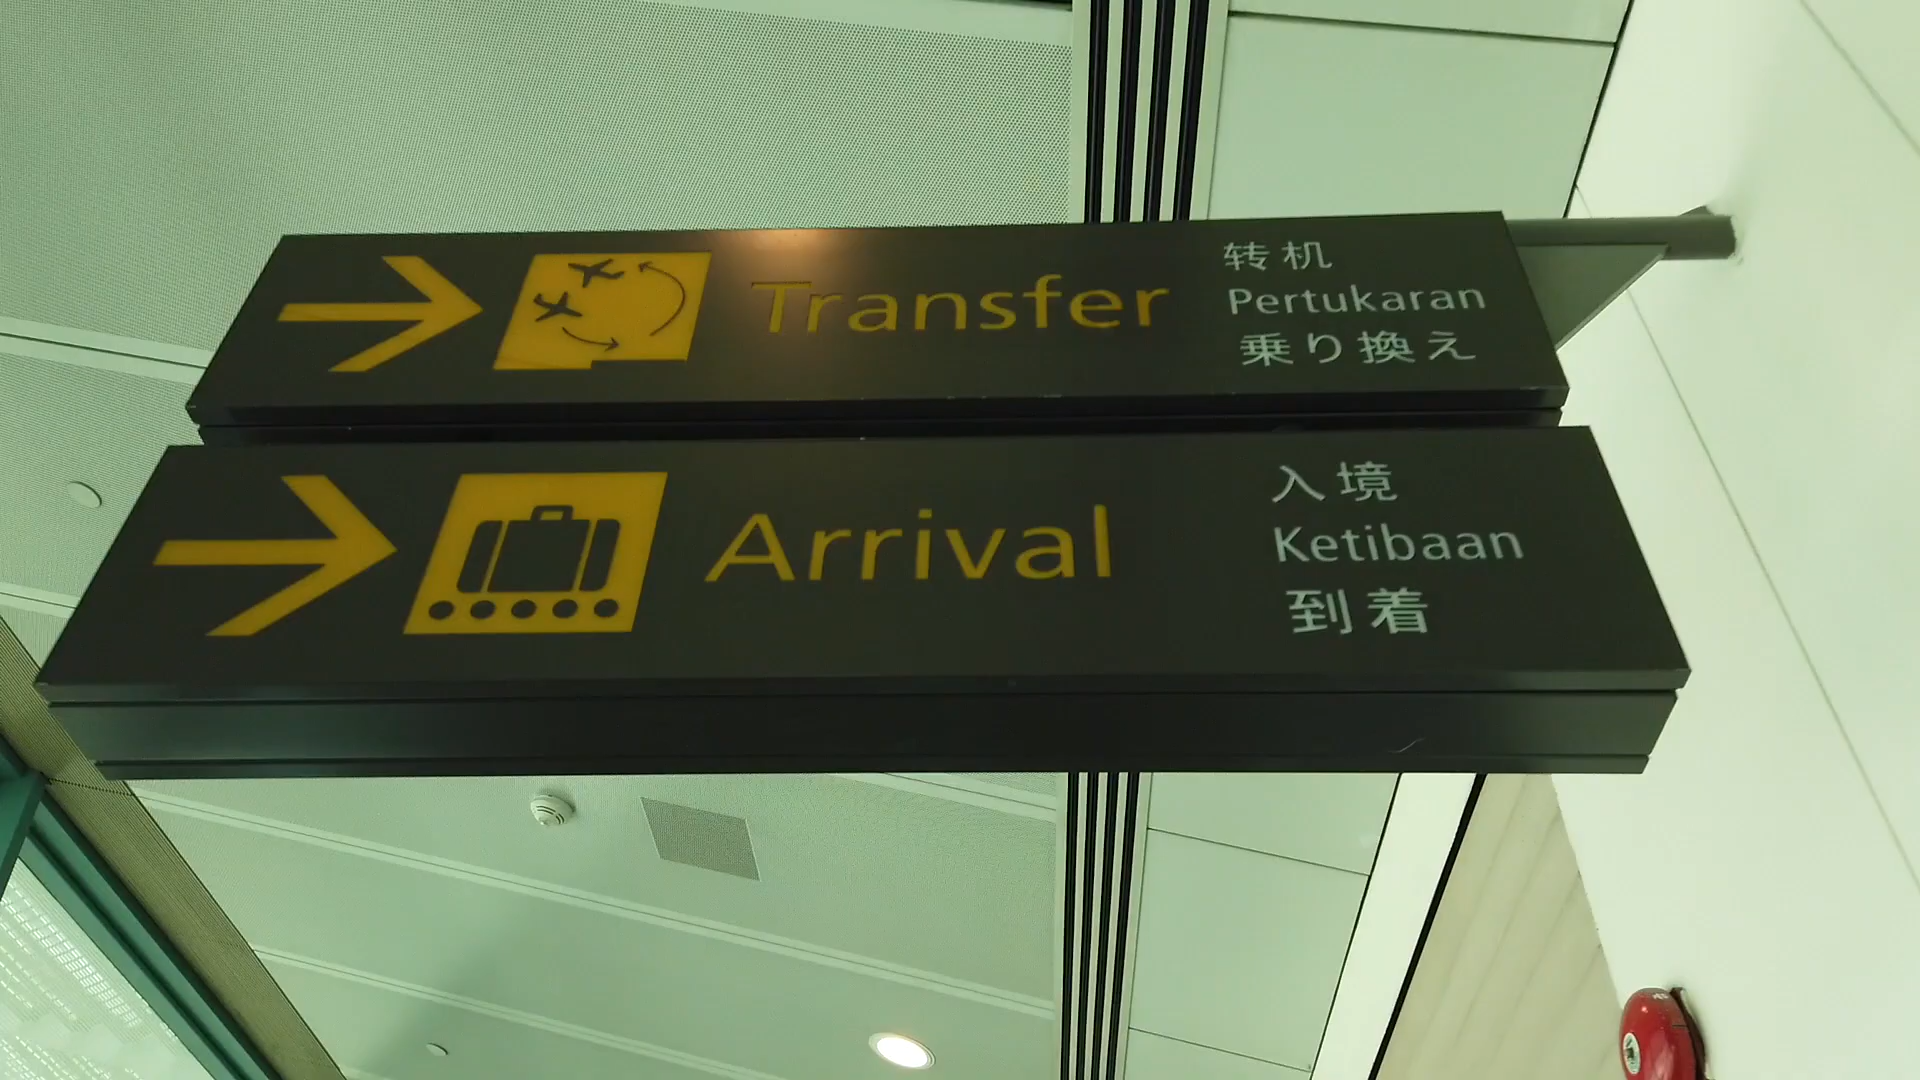 Transfer
转机
Pertukaran
乗り換え
Arrival
入境
Ketibaan
到着